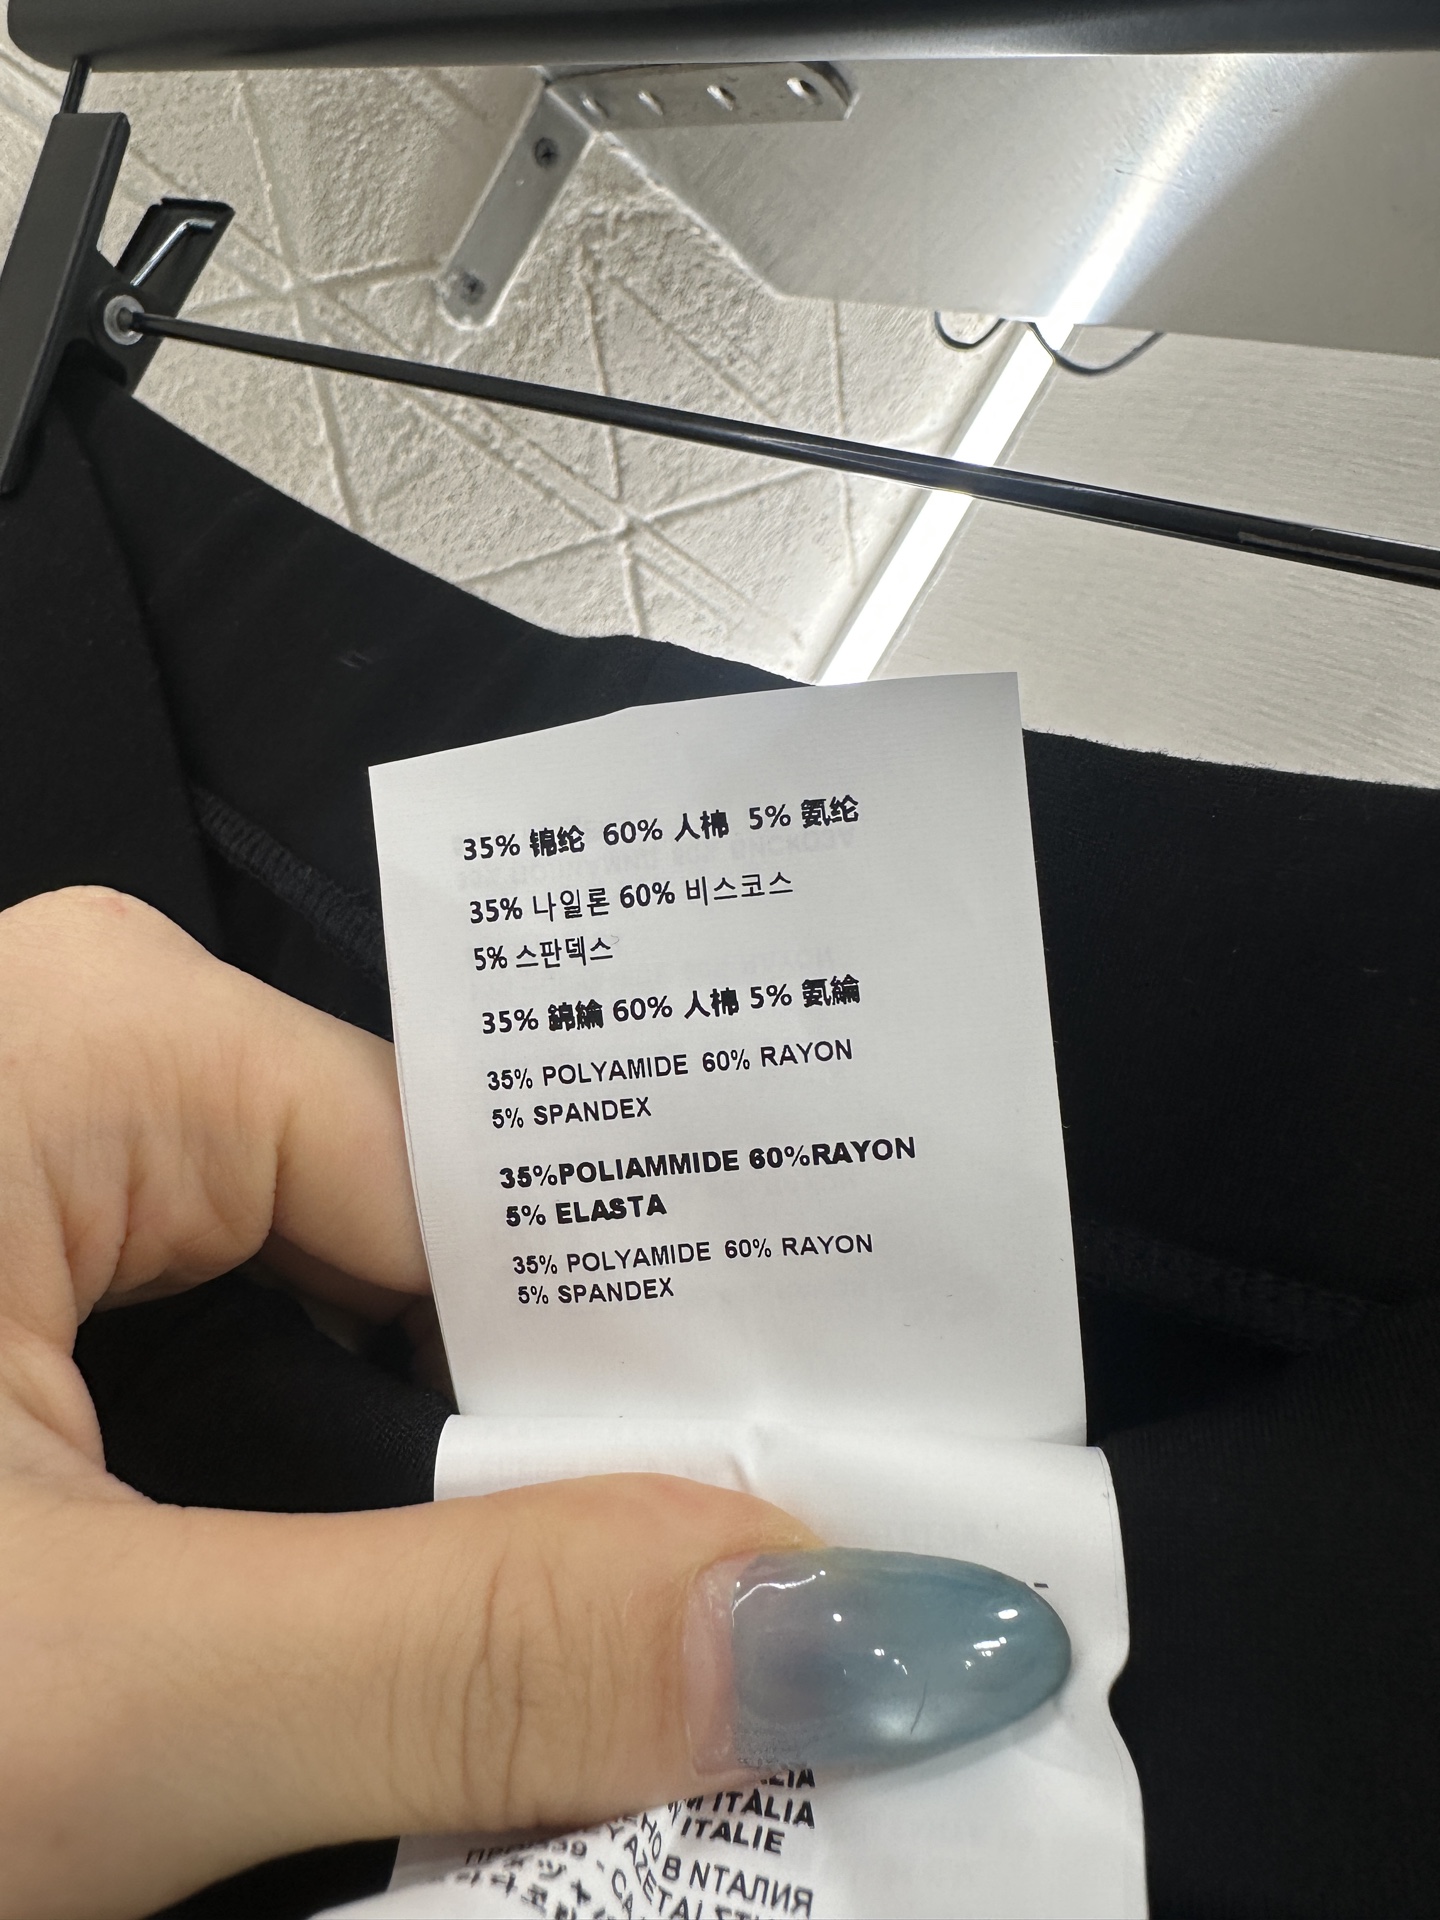 35% 锦纶 60% 人棉 5% 氨纶
35% 나일론 60% 비스코스
5% 스판덱스
35% 錦綸 60% 人棉 5% 氨綸
35% POLYAMIDE 60% RAYON
5% SPANDEX
35%POLIAMMIDE 60%RAYON
5% ELASTA
35% POLYAMIDE 60% RAYON
5% SPANDEX
ITÁLIA
ITALIE
В NТАЛИЯ